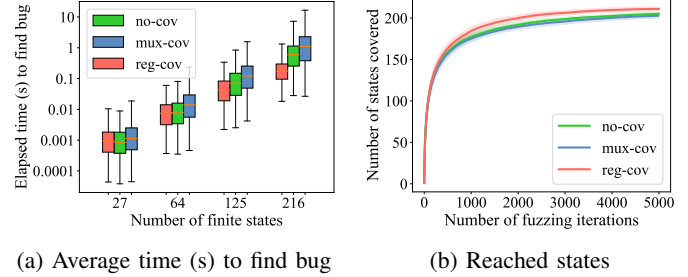 Elapsed time (s) to find bug
10
1
0.1
0.01
0.001
0.0001
no-cov
mux-cov
reg-cov
27
64
125
216
Number of finite states
(a) Average time (s) to find bug
Number of states covered
200
150
100
50
0
no-cov
mux-cov
reg-cov
0
1000
2000
3000
4000
5000
Number of fuzzing iterations
(b) Reached states